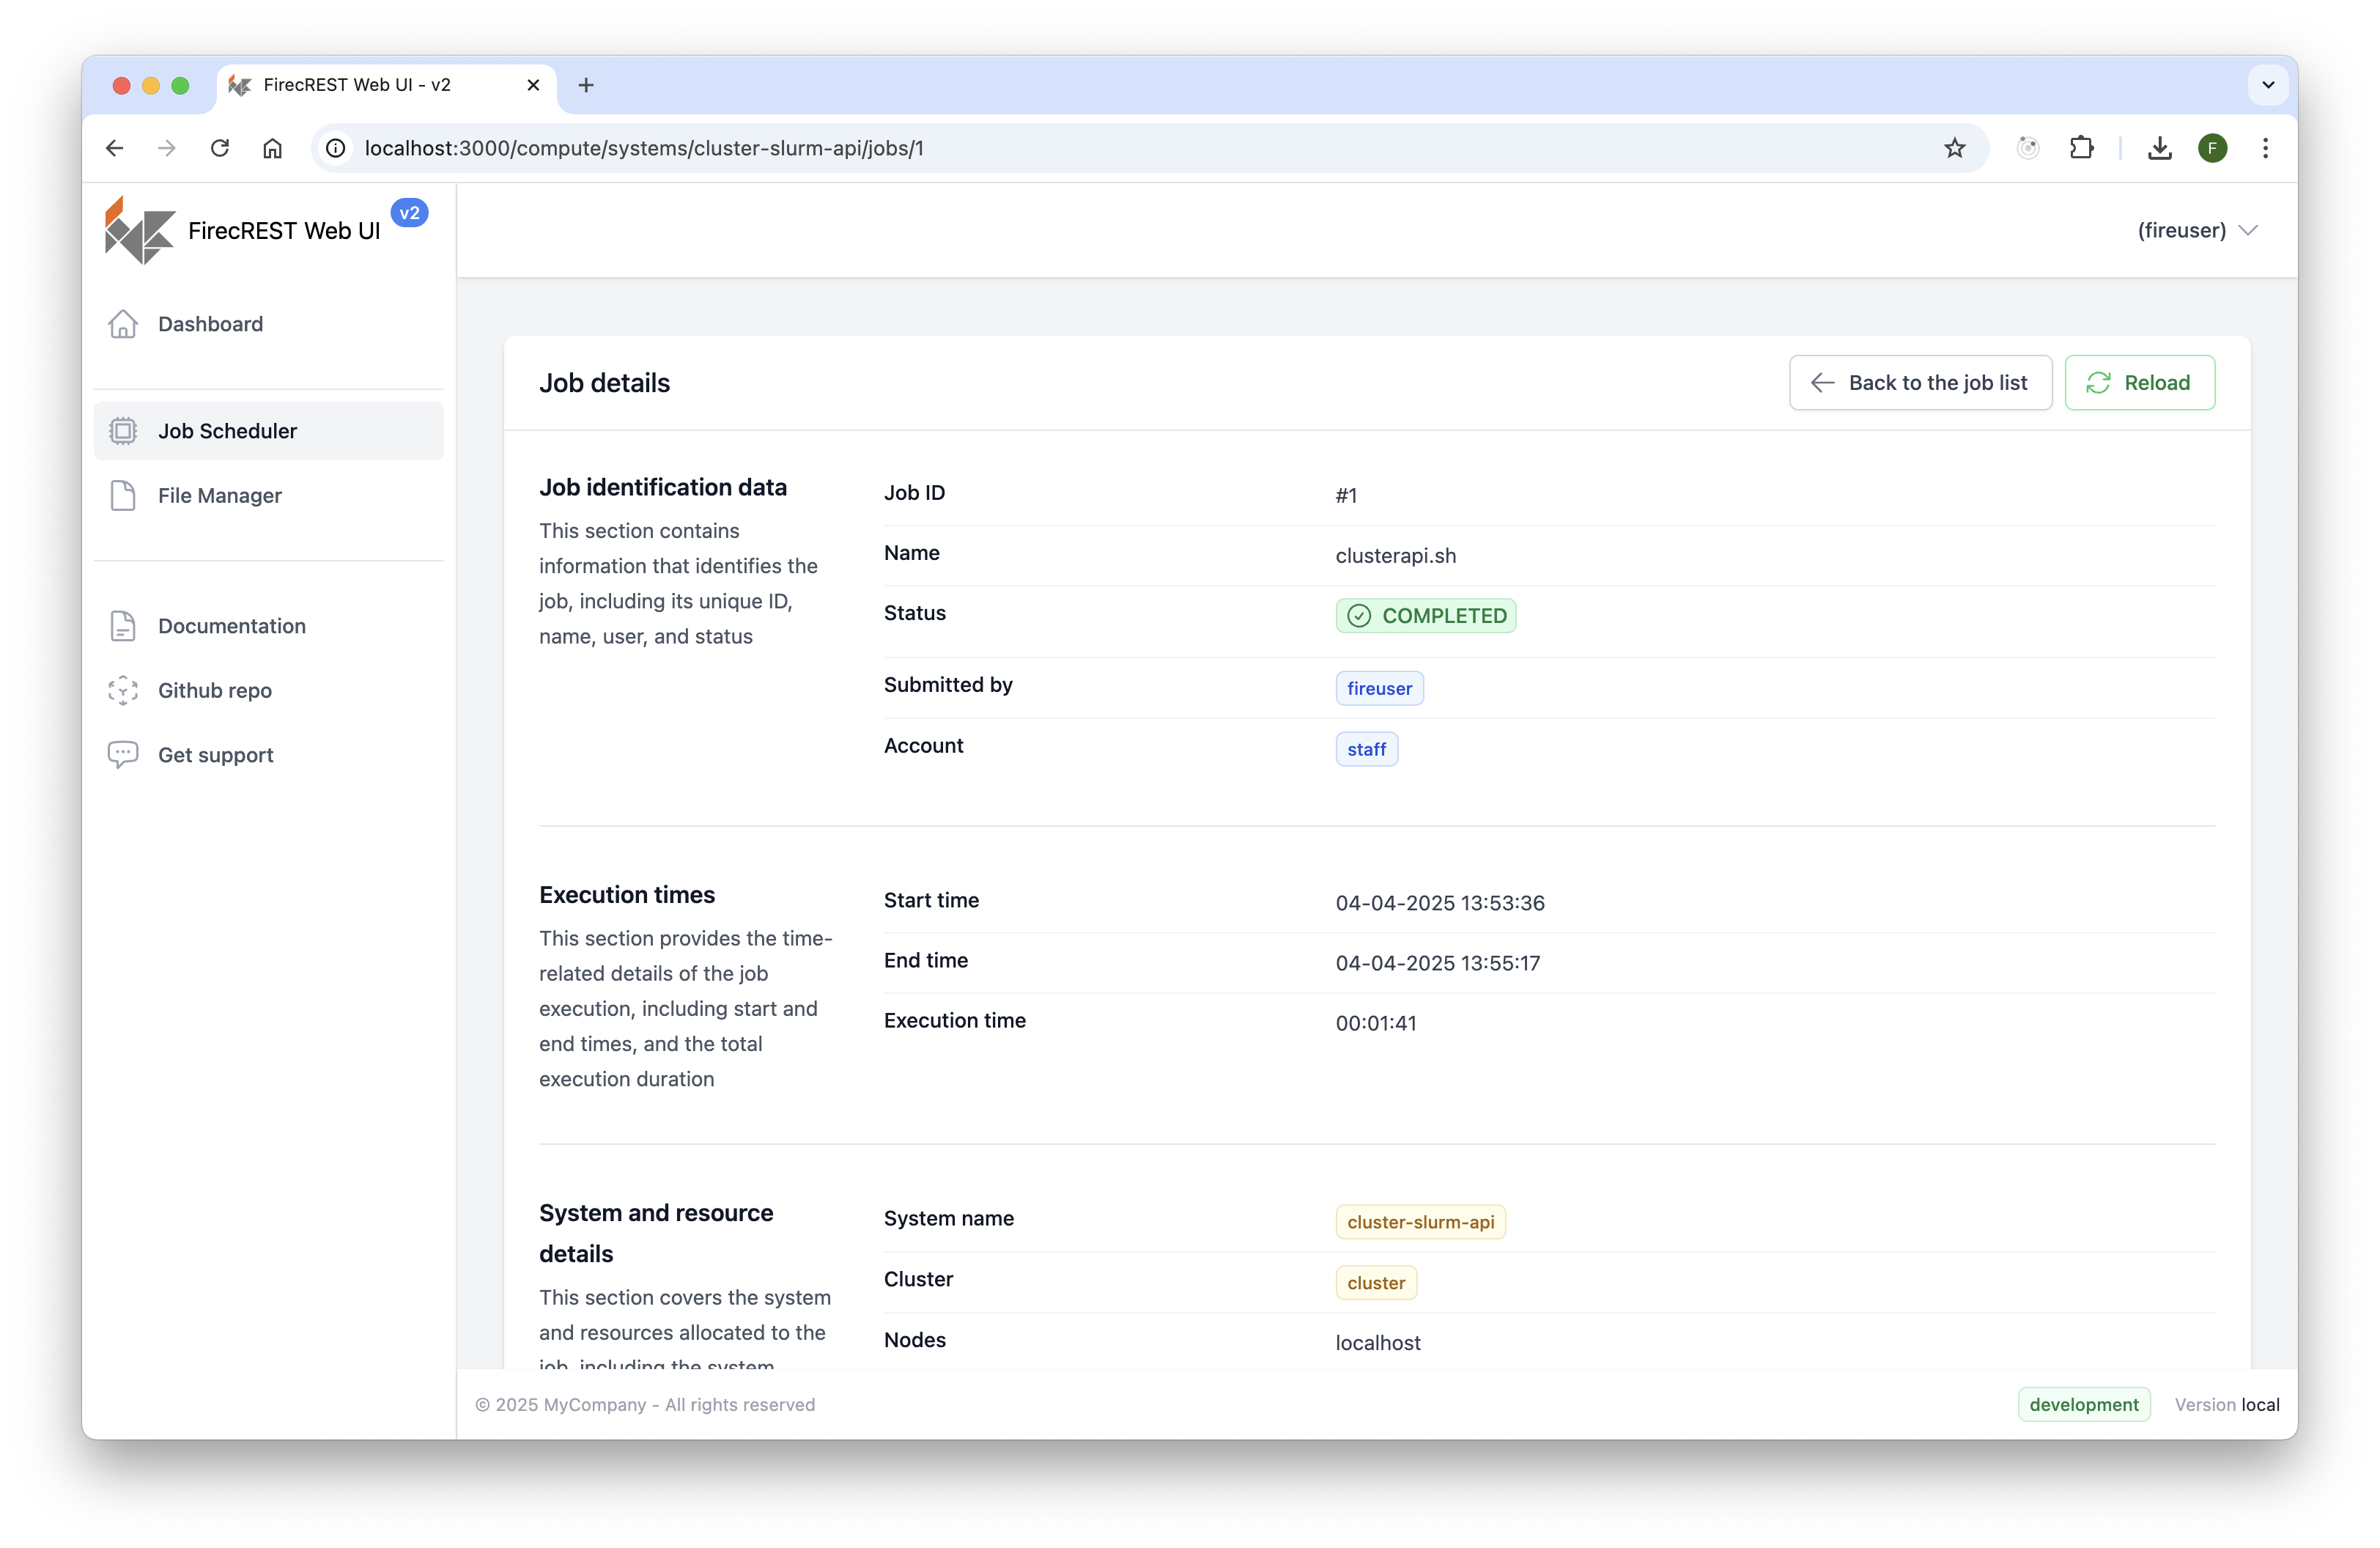 FirecREST Web UI - v2
localhost:3000/compute/systems/cluster-slurm-api/jobs/1
F
FirecREST Web UI
v2
(fireuser)
Dashboard
Job Scheduler
File Manager
Documentation
Github repo
Get support
Job details
Back to the job list
Reload
Job identification data
This section contains
information that identifies the
job, including its unique ID,
name, user, and status
Job ID
#1
Name
clusterapi.sh
Status
COMPLETED
Submitted by
fireuser
Account
staff
Execution times
This section provides the time-
related details of the job
execution, including start and
end times, and the total
execution duration
Start time
04-04-2025 13:53:36
End time
04-04-2025 13:55:17
Execution time
00:01:41
System and resource
details
This section covers the system
and resources allocated to the
job, including the system
System name
cluster-slurm-api
Cluster
cluster
Nodes
localhost
© 2025 MyCompany - All rights reserved
development
Version local